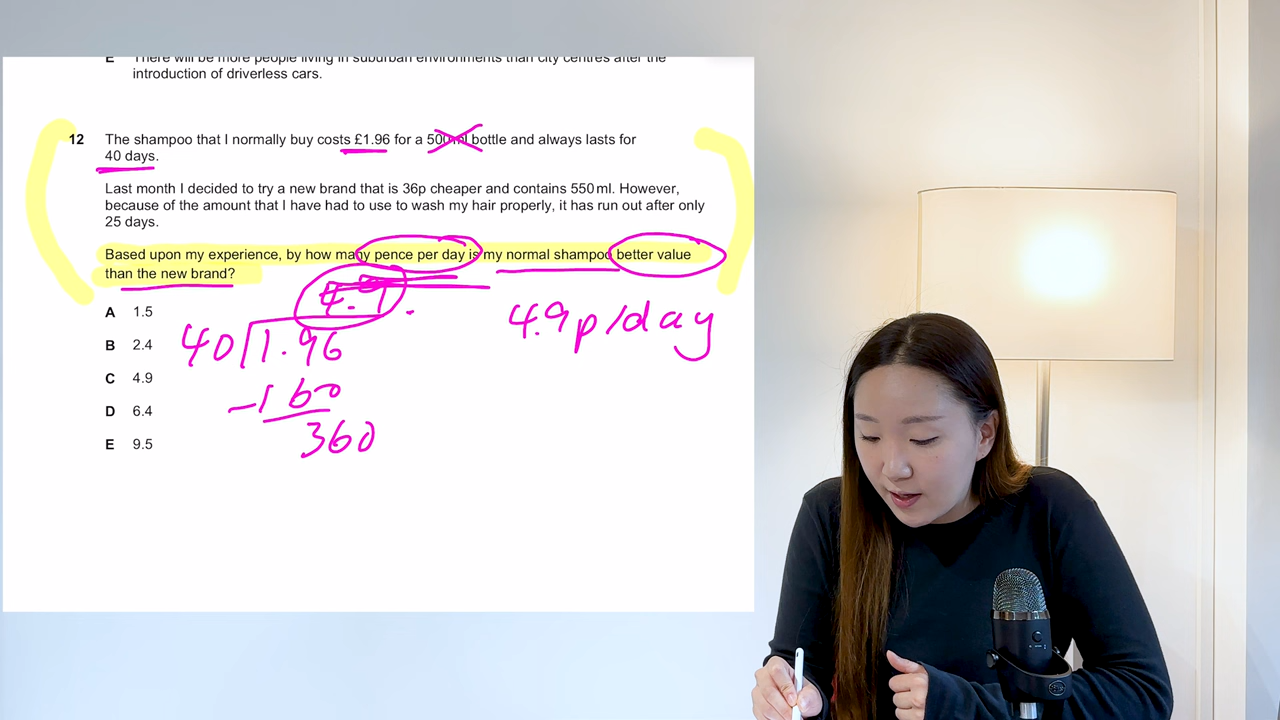 E There will be more people living in suburban environments than city centres after the
introduction of driverless cars.
12 The shampoo that I normally buy costs £1.96 for a 500 ml bottle and always lasts for
40 days.
Last month I decided to try a new brand that is 36p cheaper and contains 550 ml. However,
because of the amount that I have had to use to wash my hair properly, it has run out after only
25 days.
Based upon my experience, by how many pence per day is my normal shampoo better value
than the new brand?
4.9
A 1.5
4.9p/day
B 2.4
40 1.96
C 4.9
-160
D 6.4
360
E 9.5